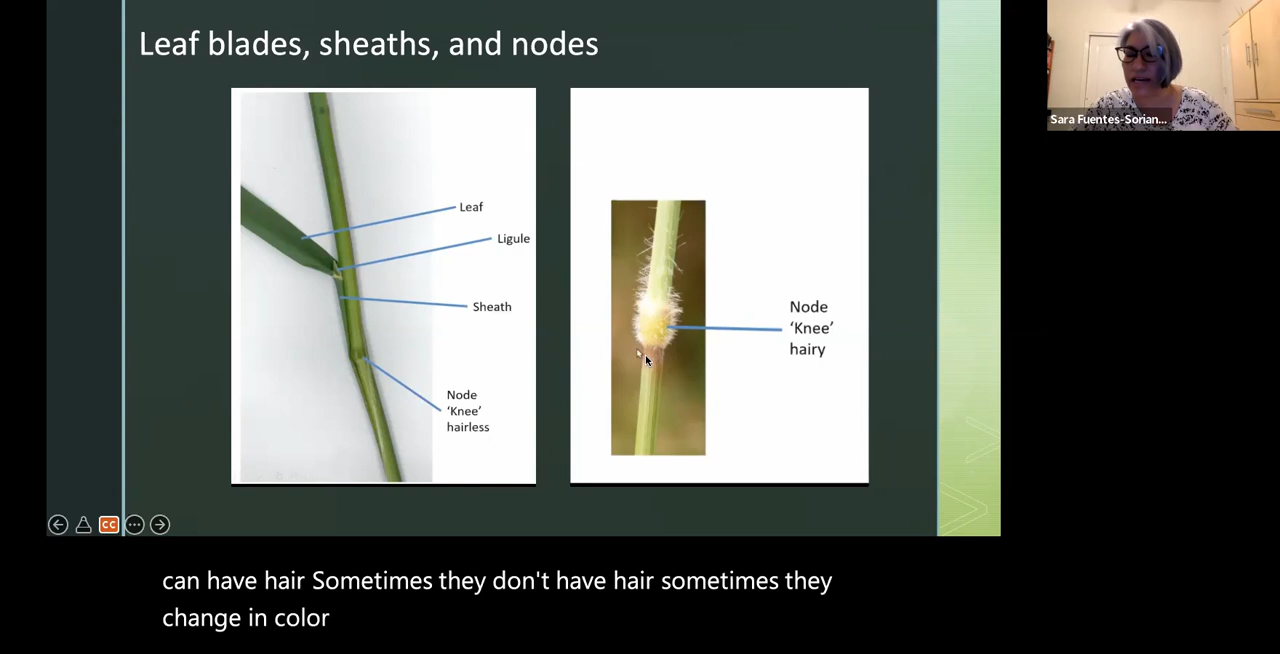 Leaf blades, sheaths, and nodes
Leaf
Ligule
Sheath
Node
‘Knee’
hairless
Node
‘Knee’
hairy
Sara Fuentes-Sorian...
CC
can have hair Sometimes they don't have hair sometimes they
change in color